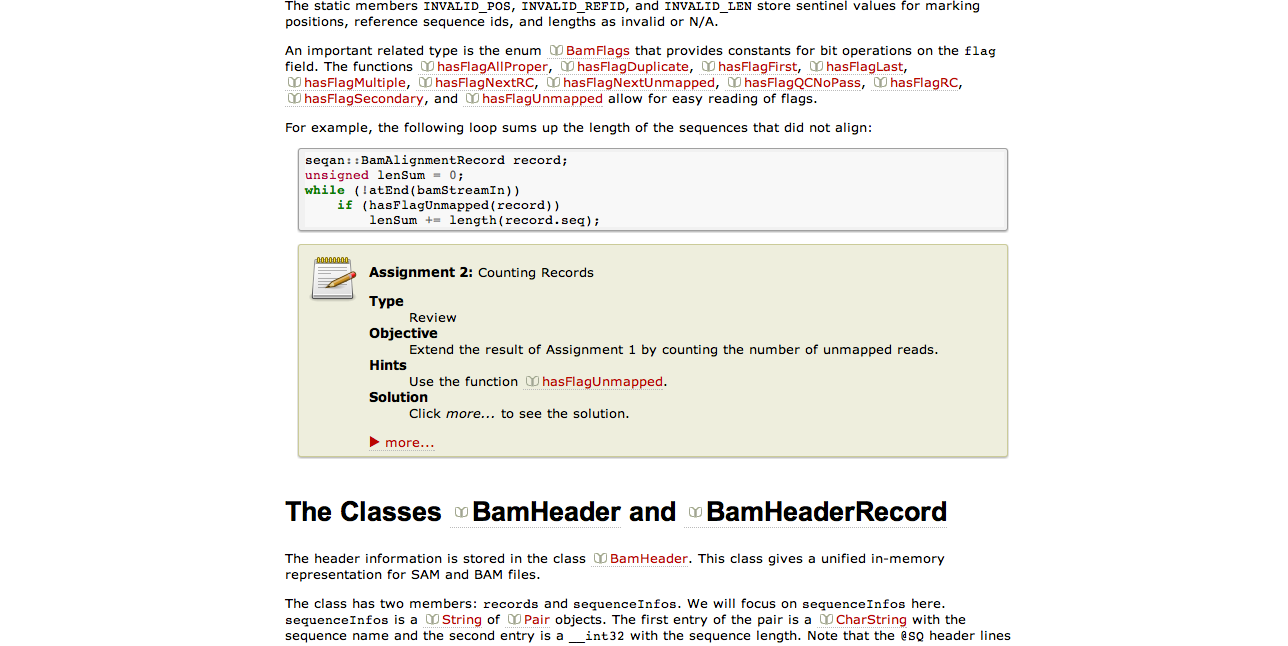 The static members INVALID_POS, INVALID_REFID, and INVALID_LEN store sentinel values for marking
positions, reference sequence ids, and lengths as invalid or N/A.
An important related type is the enum BamFlags that provides constants for bit operations on the flag
field. The functions hasFlagAllProper, hasFlagDuplicate, hasFlagFirst, hasFlagLast,
hasFlagMultiple, hasFlagNextRC, hasFlagNextUnmapped, hasFlagQCNoPass, hasFlagRC,
hasFlagSecondary, and hasFlagUnmapped allow for easy reading of flags.
For example, the following loop sums up the length of the sequences that did not align:
seqan::BamAlignmentRecord record;
unsigned lenSum = 0;
while (!atEnd(bamStreamIn))
    if (hasFlagUnmapped(record))
        lenSum += length(record.seq);
Assignment 2: Counting Records
Type
Review
Objective
Extend the result of Assignment 1 by counting the number of unmapped reads.
Hints
Use the function hasFlagUnmapped.
Solution
Click more... to see the solution.
more...
The Classes BamHeader and BamHeaderRecord
The header information is stored in the class BamHeader. This class gives a unified in-memory
representation for SAM and BAM files.
The class has two members: records and sequenceInfos. We will focus on sequenceInfos here.
sequenceInfos is a String of Pair objects. The first entry of the pair is a CharString with the
sequence name and the second entry is a __int32 with the sequence length. Note that the @SQ header lines